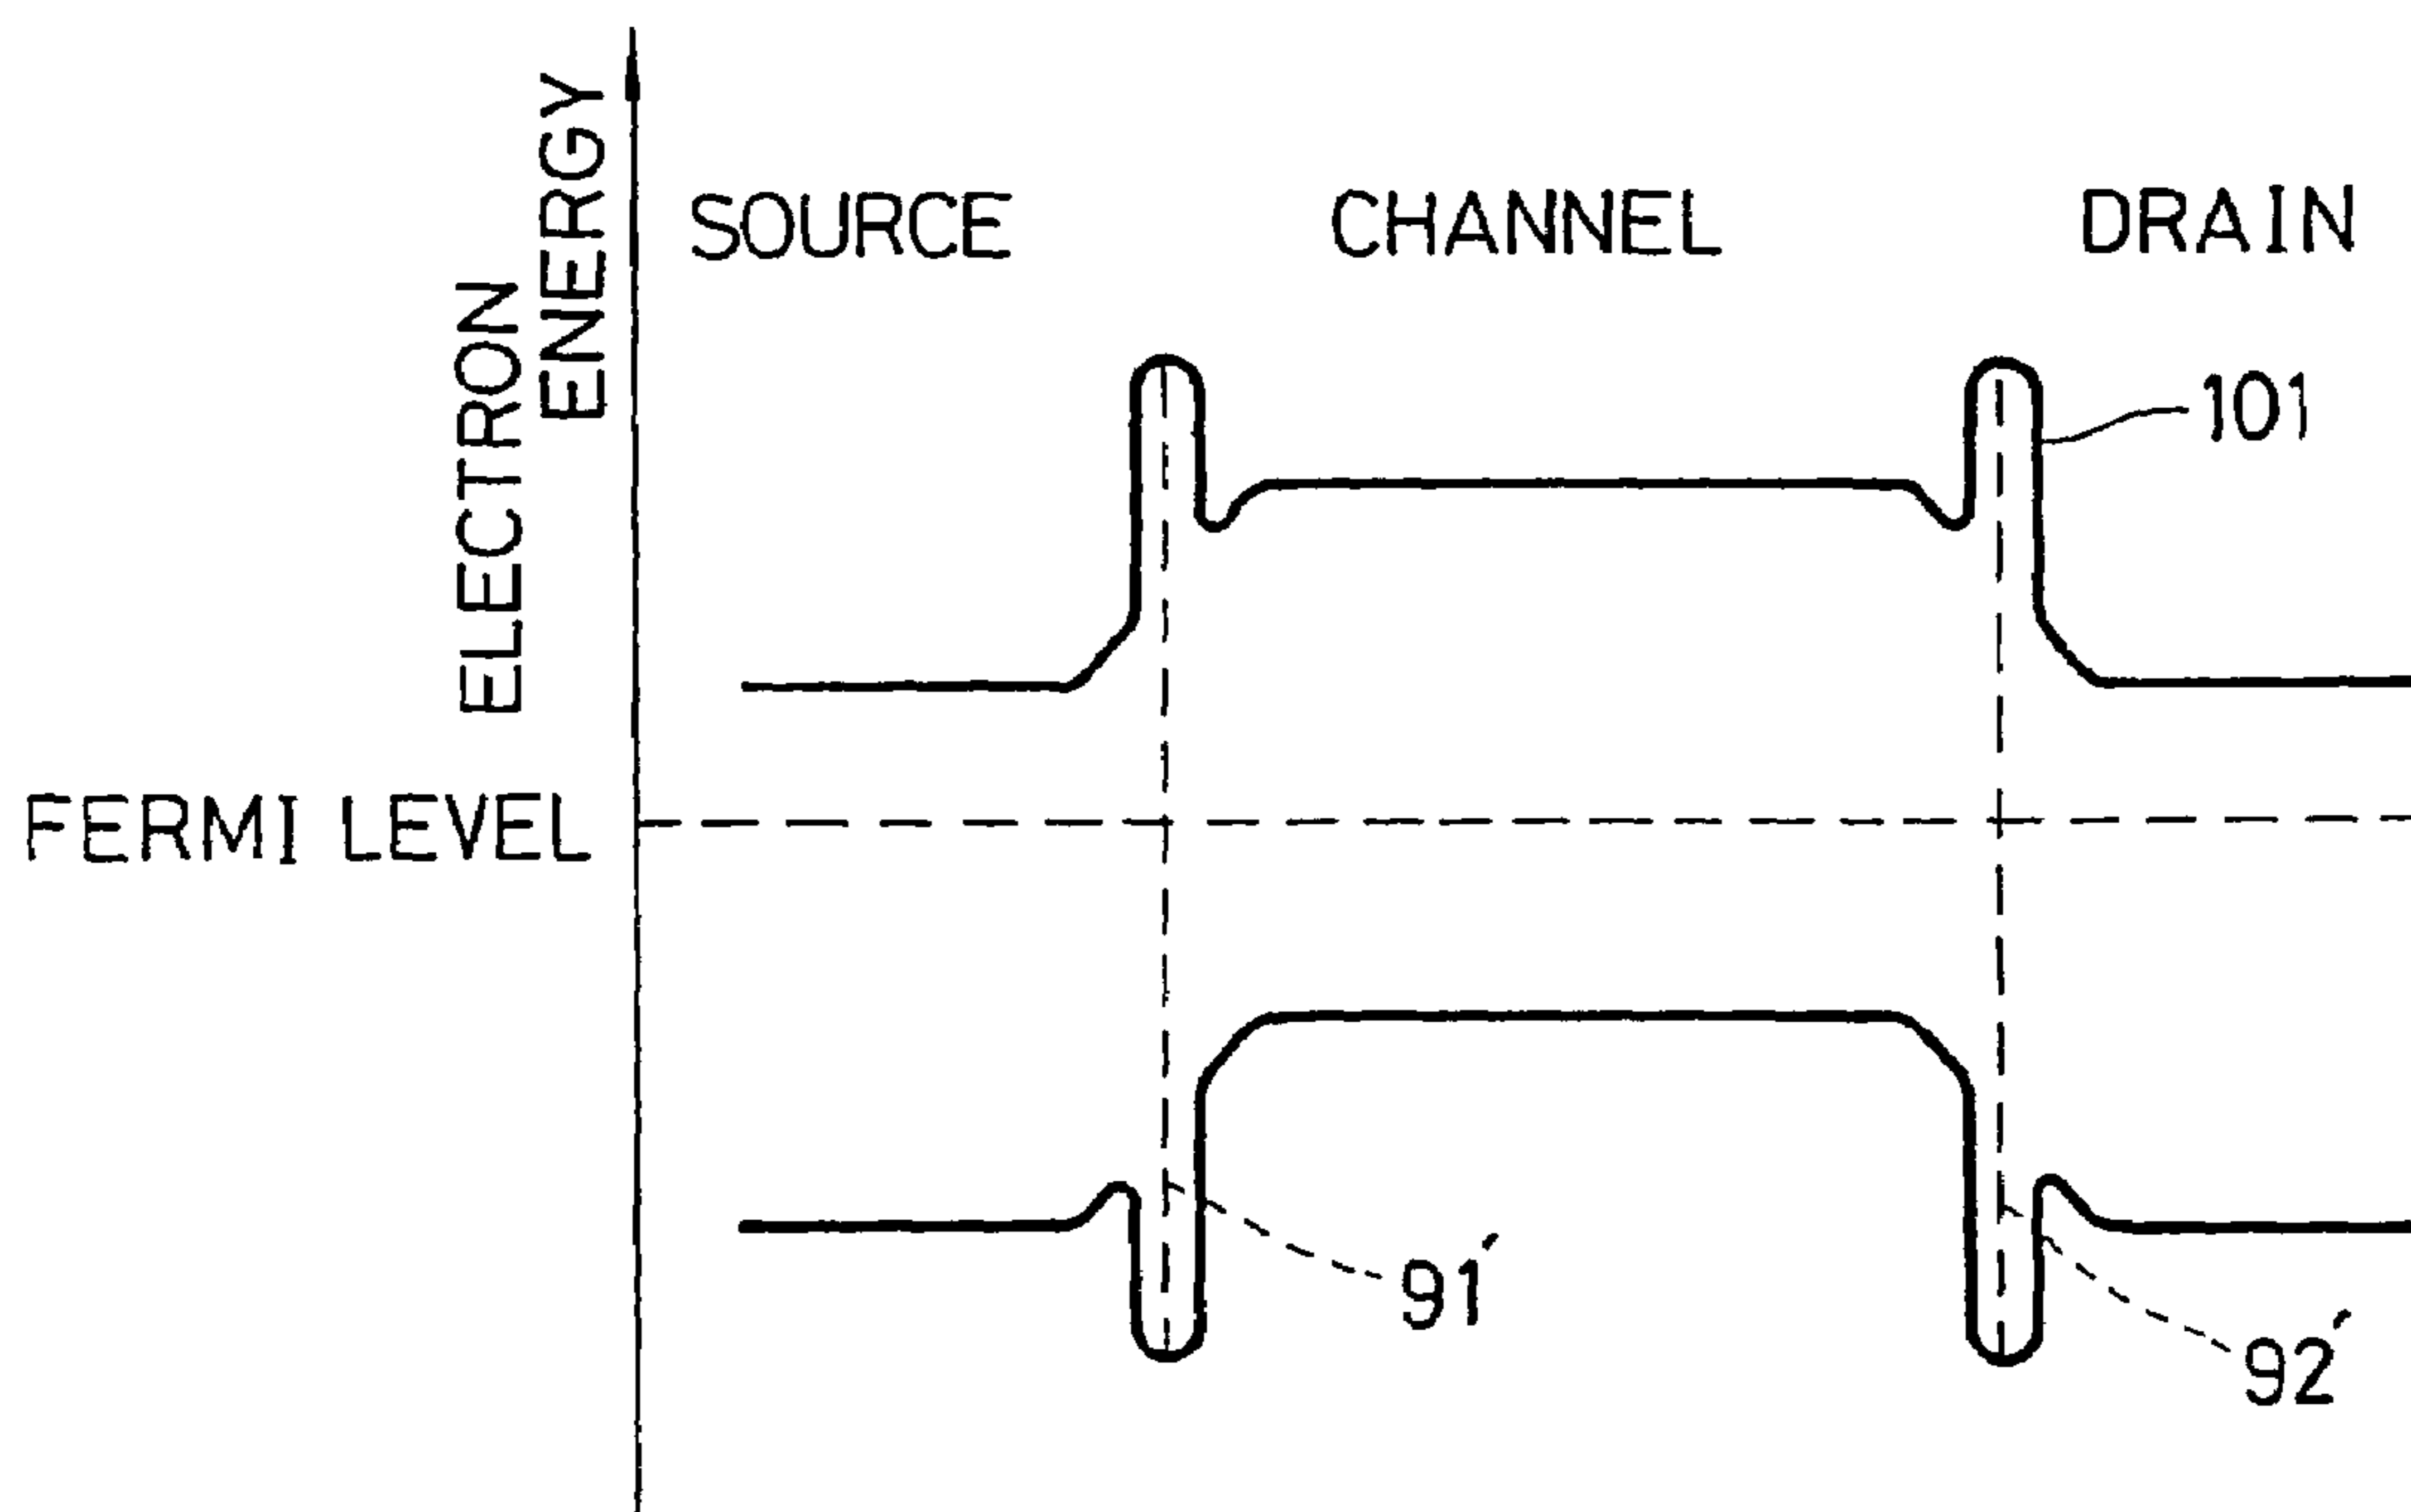 ELECTRON
ENERGY
SOURCE
CHANNEL
DRAIN
101
FERMI LEVEL
91′
92′